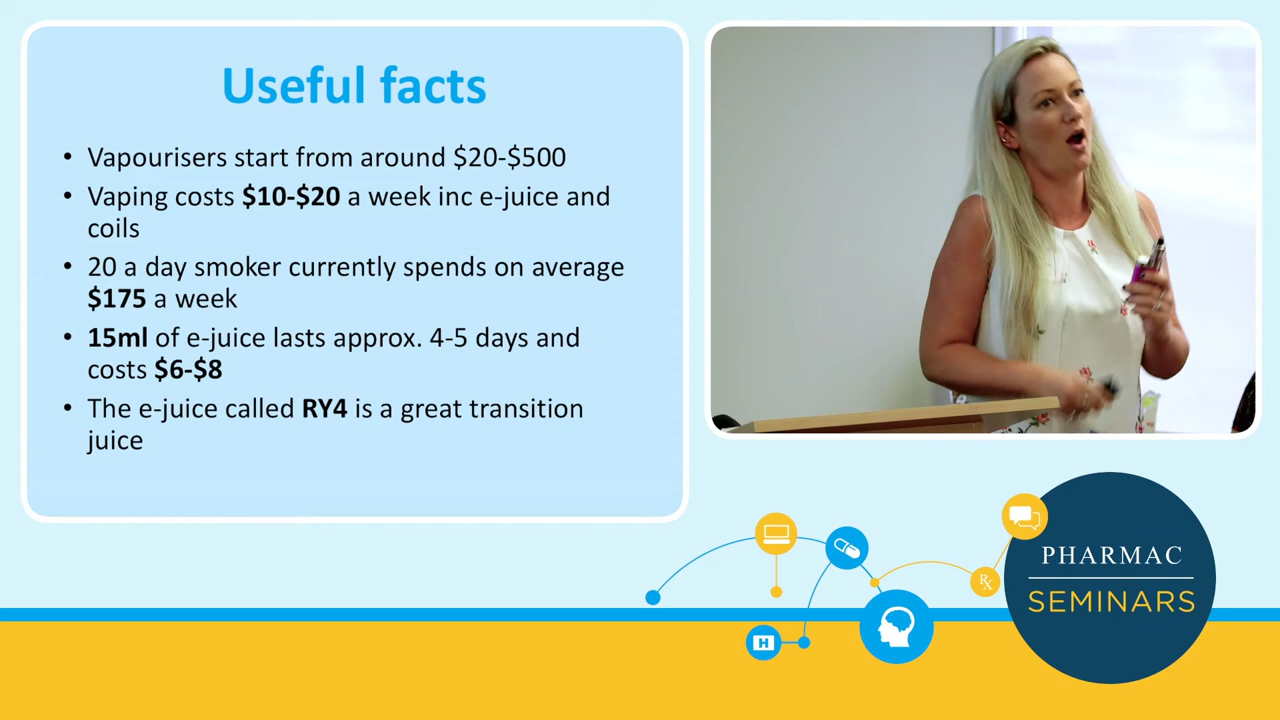 Useful facts
• Vapourisers start from around $20-$500
• Vaping costs $10-$20 a week inc e-juice and
coils
• 20 a day smoker currently spends on average
$175 a week
• 15ml of e-juice lasts approx. 4-5 days and
costs $6-$8
• The e-juice called RY4 is a great transition
juice
PHARMAC
SEMINARS
Rx
H